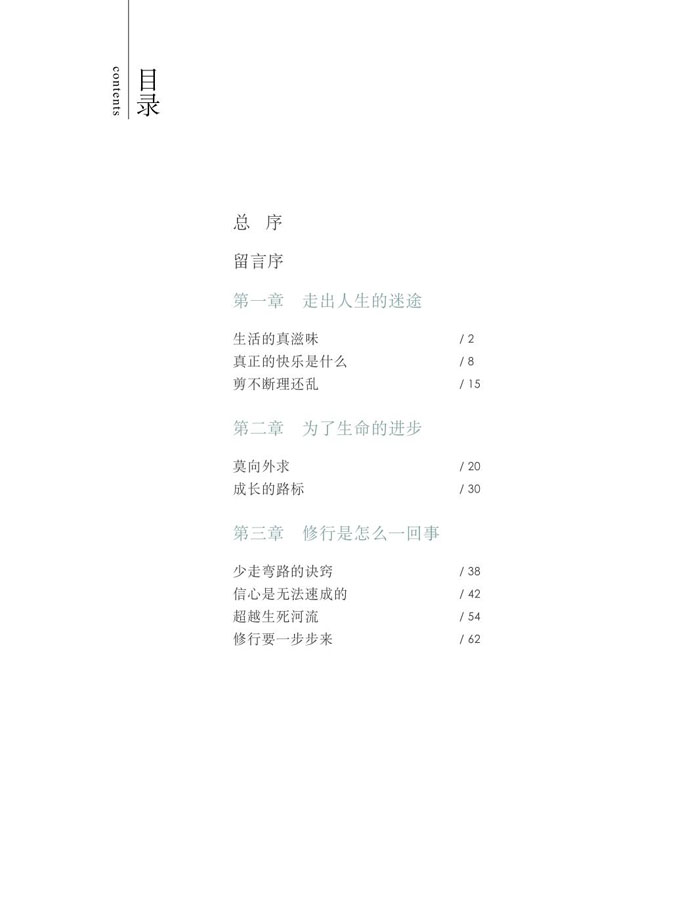 目录
contents
总 序
留言序
第一章 走出人生的迷途
生活的真滋味 / 2
真正的快乐是什么 / 8
剪不断理还乱 / 15
第二章 为了生命的进步
莫向外求 / 20
成长的路标 / 30
第三章 修行是怎么一回事
少走弯路的诀窍 / 38
信心是无法速成的 / 42
超越生死河流 / 54
修行要一步步来 / 62